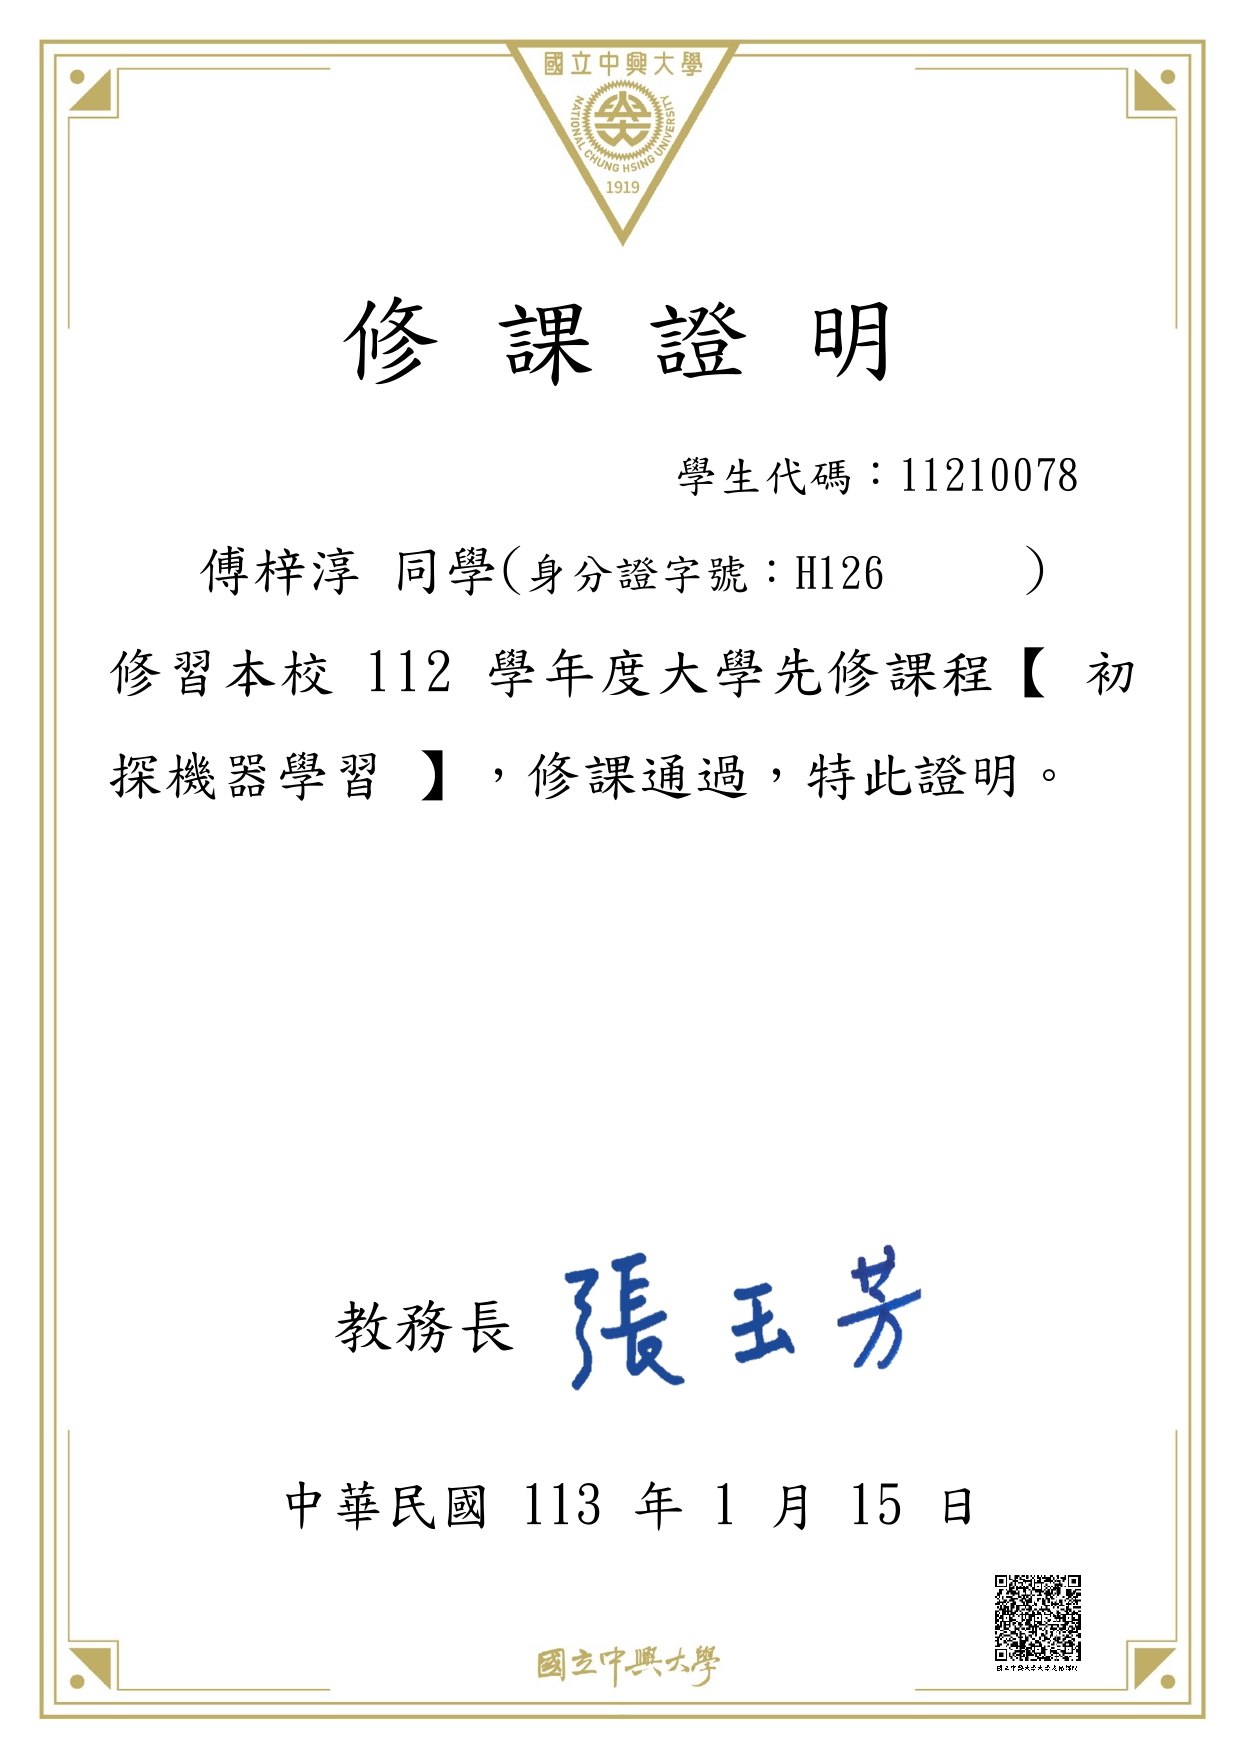 國立中興大學
NATIONAL CHUNG HSING UNIVERSITY
1919
修課證明
學生代碼：11210078
傅梓淳 同學(身分證字號：H126 )
修習本校 112 學年度大學先修課程【 初
探機器學習 】，修課通過，特此證明。
教務長 張玉芳
中華民國 113 年 1 月 15 日
國立中興大學